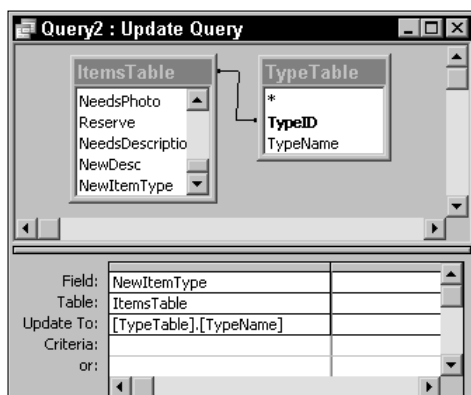 Query2 : Update Query
ItemsTable
NeedsPhoto
Reserve
NeedsDescriptio
NewDesc
NewItemType
TypeTable
*
TypeID
TypeName
Field: NewItemType
Table: ItemsTable
Update To: [TypeTable].[TypeName]
Criteria:
or: